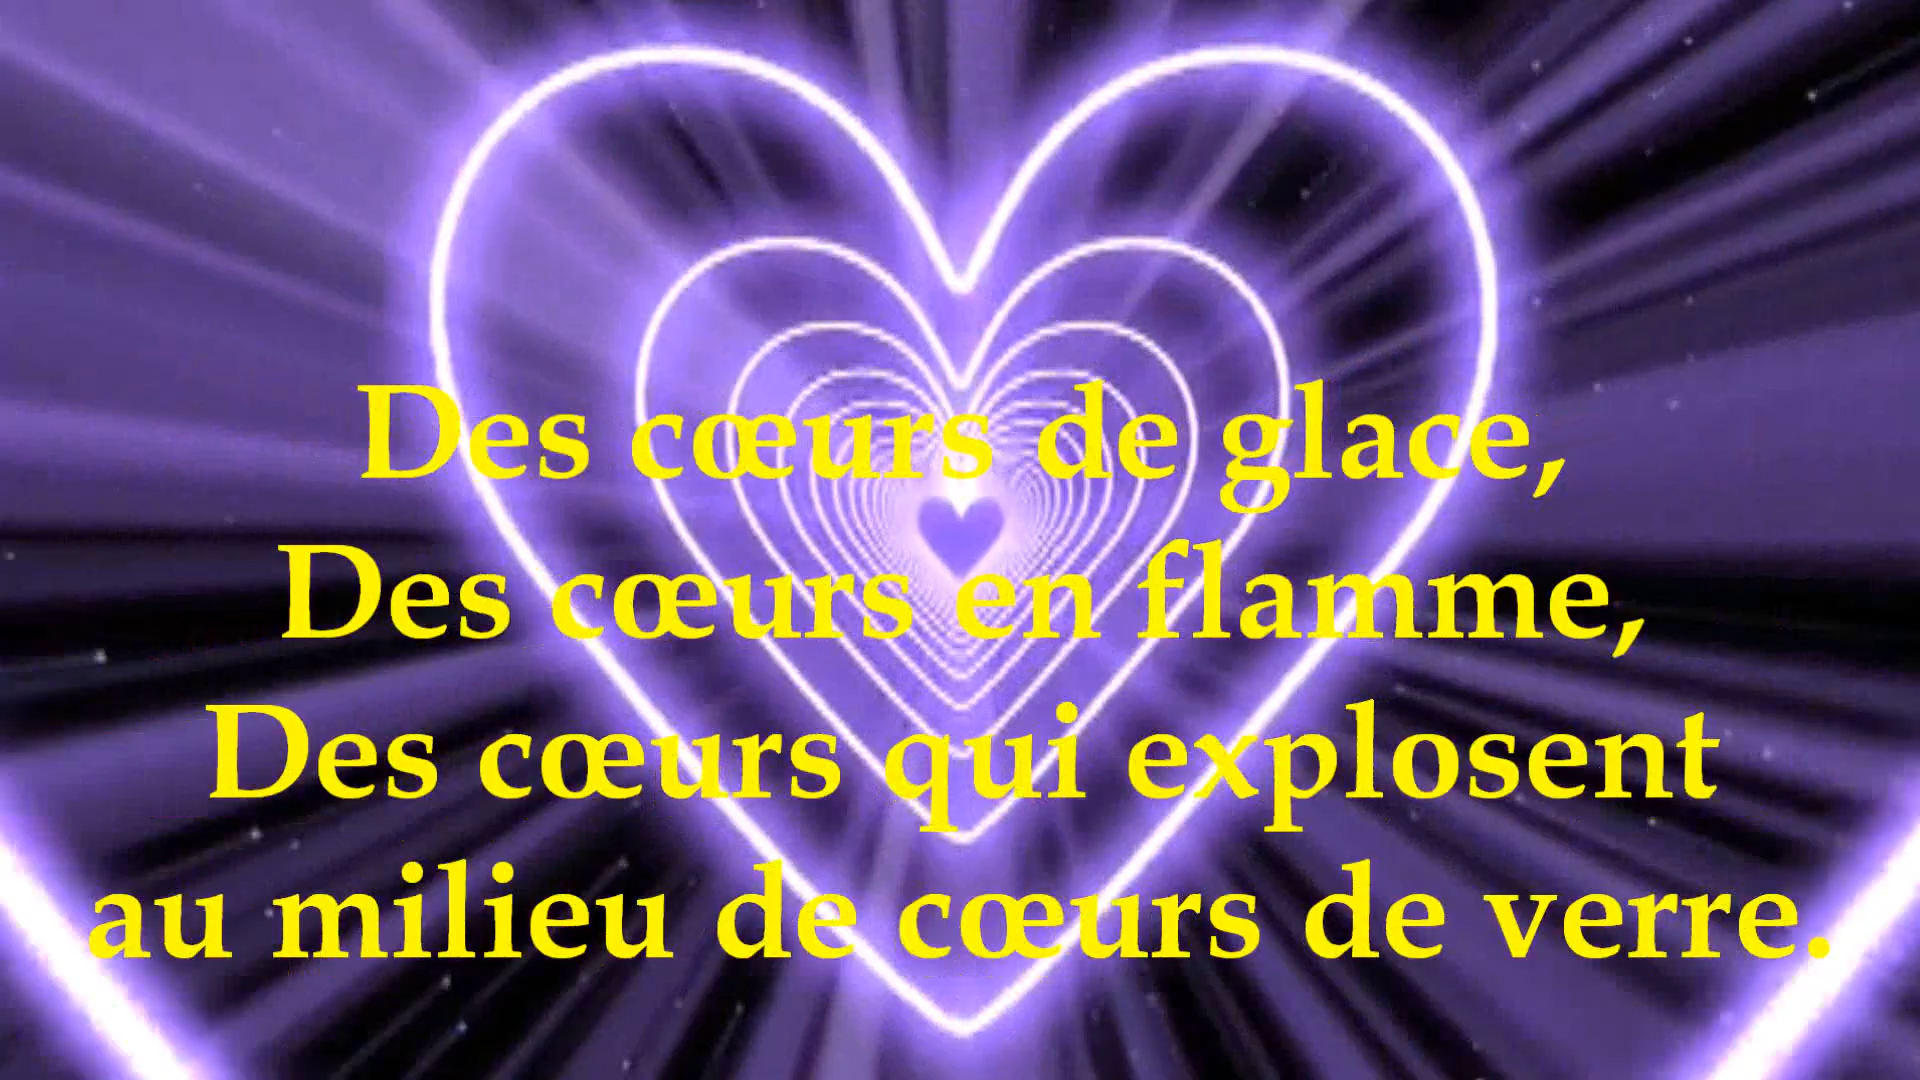 Des cœurs de glace,
Des cœurs en flamme,
Des cœurs qui explosent
au milieu de cœurs de verre.